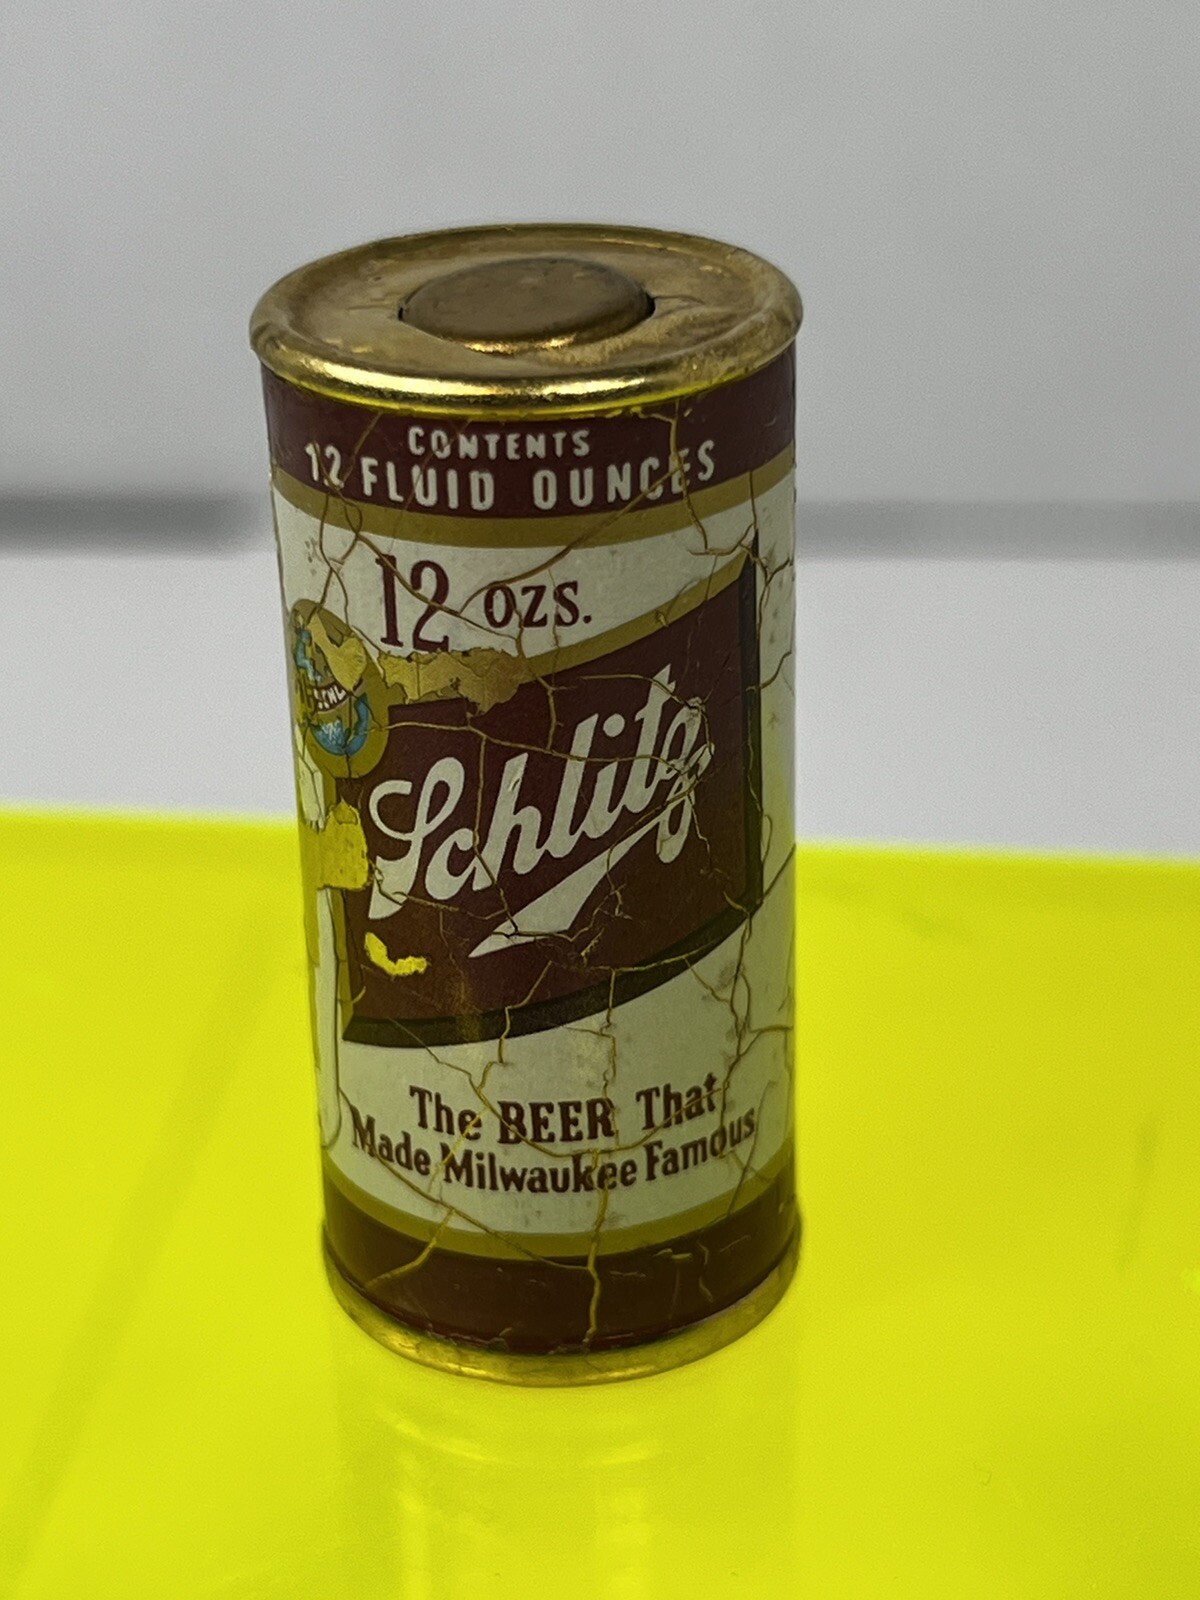 CONTENTS
12 FLUID OUNCES
12 OZS.
Schlitz
The BEER That
Made Milwaukee Famous